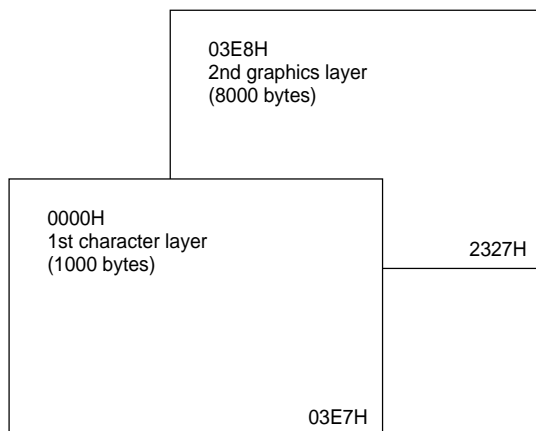 03E8H
2nd graphics layer
(8000 bytes)
0000H
1st character layer
(1000 bytes)
2327H
03E7H